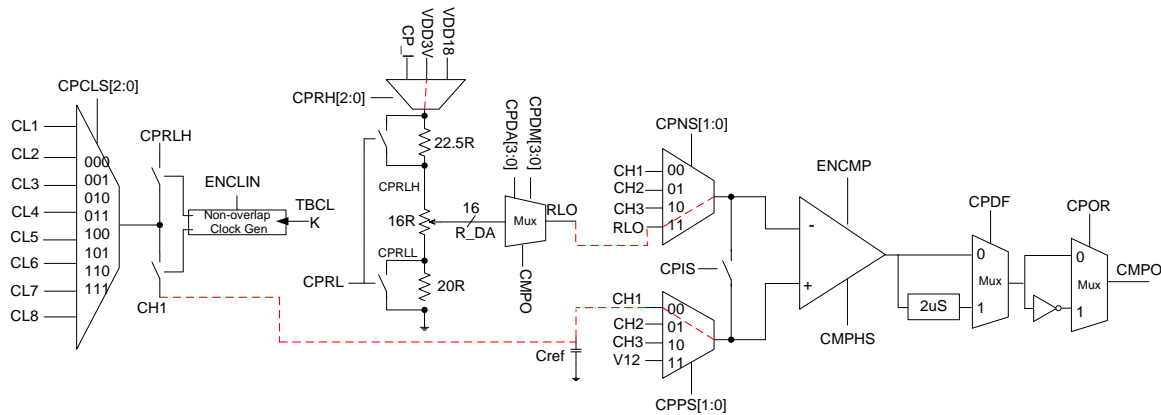 CP_I
VDD3V
VDD18
CPCLS[2:0]
CPRH[2:0]
CL1
CL2
CL3
CL4
CL5
CL6
CL7
CL8
000
001
010
011
100
101
110
111
CPRLH
ENCLIN
Non-overlap
Clock Gen
TBCL
K
CH1
22.5R
CPRLH
16R
CPRLL
20R
CPRL
16
R_DA
CPDA[3:0]
CPDM[3:0]
Mux
RLO
CMPO
Cref
CPNS[1:0]
CH1
CH2
CH3
RLO
00
01
10
11
CPIS
CH1
CH2
CH3
V12
00
01
10
11
CPPS[1:0]
ENCMP
-
+
CMPHS
2uS
CPDF
0
Mux
1
CPOR
0
Mux
1
CMPO